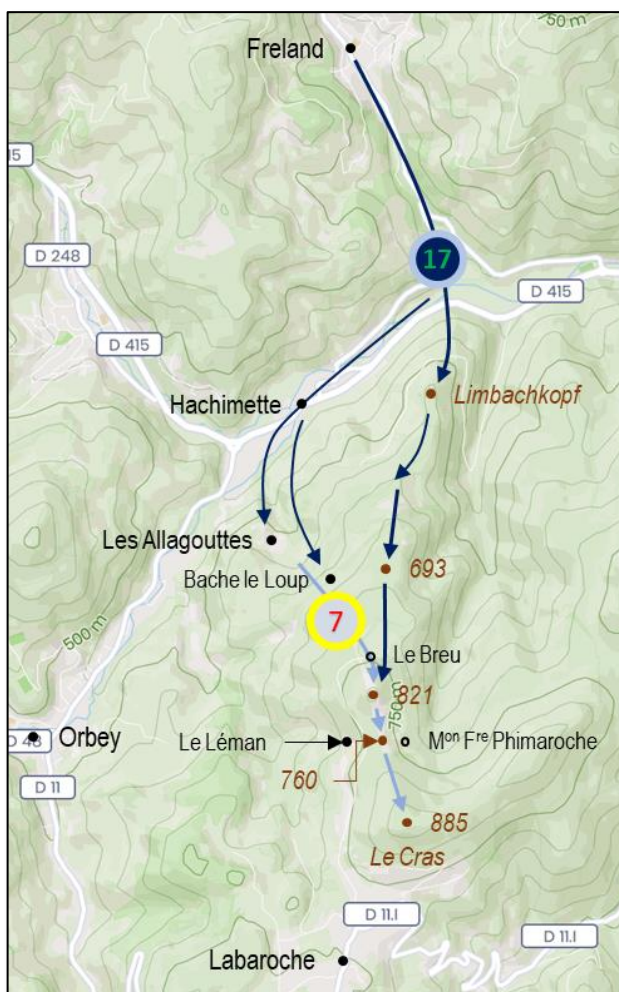 750 m
Freland
15
D 248
17
D 415
D 415
Limbachkopf
Hachimette
Les Allagouttes
693
Bache le Loup
7
500 m
Le Breu
821
750 m
D 48
Orbey
Le Léman
Mon Fre Phimaroche
760
D 11
885
Le Cras
D 11.I
D 11.I
Labaroche